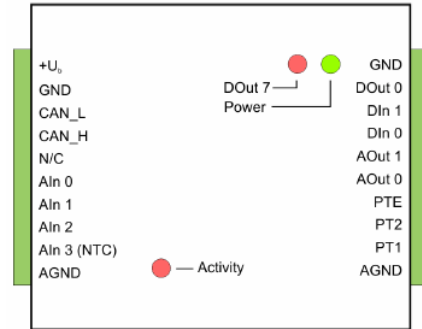 +U_b
GND
CAN_L
CAN_H
N/C
AIn 0
AIn 1
AIn 2
AIn 3 (NTC)
AGND
DOut 7
Power
Activity
GND
DOut 0
DIn 1
DIn 0
AOut 1
AOut 0
PTE
PT2
PT1
AGND